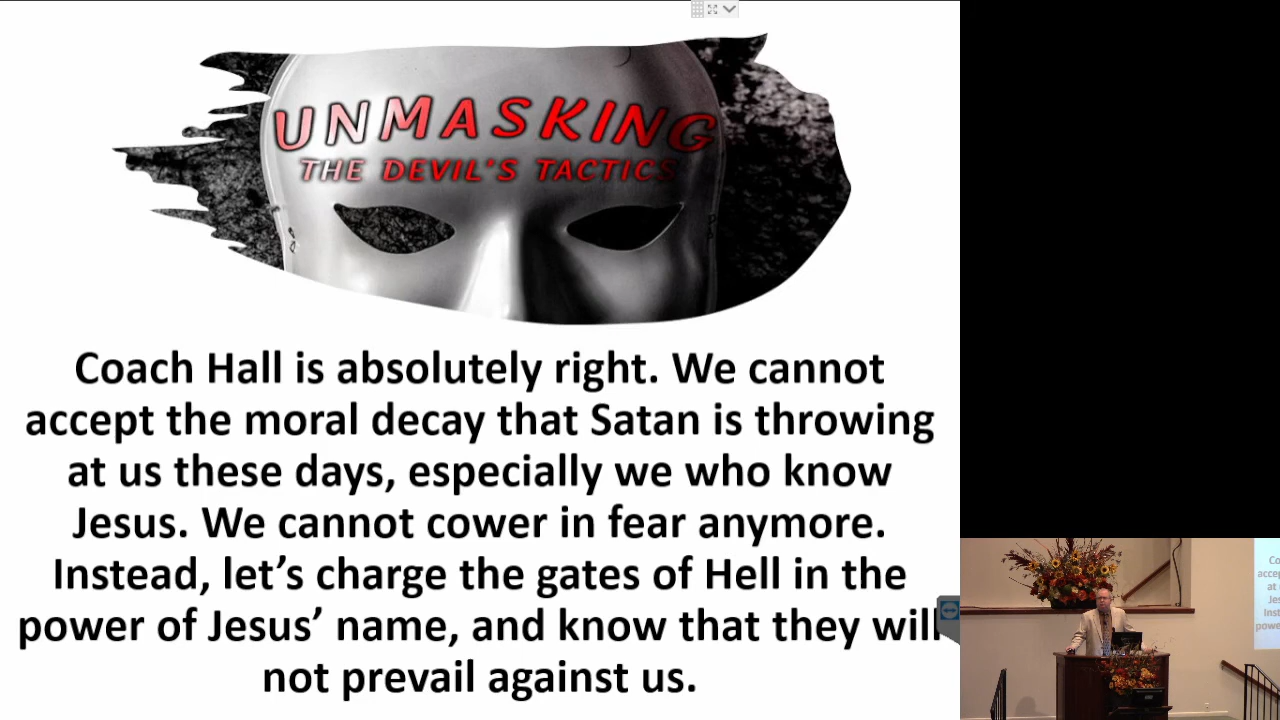 UNMASKING
THE DEVIL'S TACTICS
Coach Hall is absolutely right. We cannot
accept the moral decay that Satan is throwing
at us these days, especially we who know
Jesus. We cannot cower in fear anymore.
Instead, let’s charge the gates of Hell in the
power of Jesus’ name, and know that they will
not prevail against us.